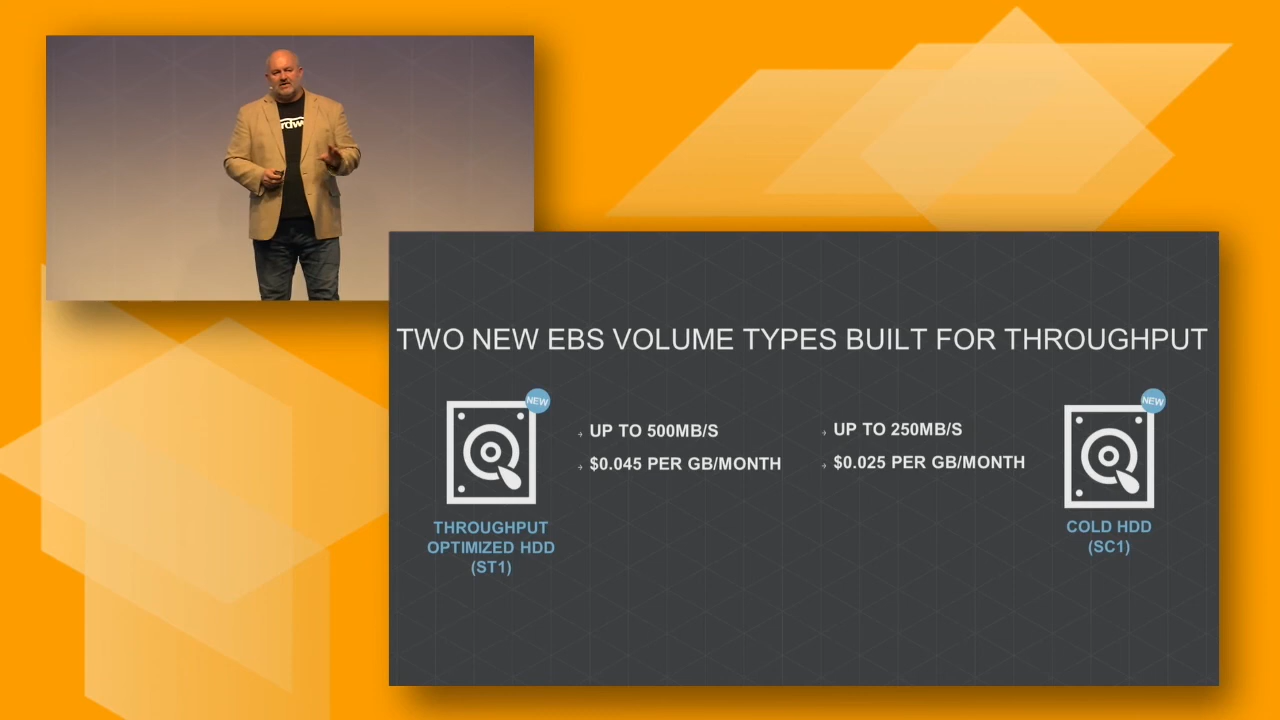 TWO NEW EBS VOLUME TYPES BUILT FOR THROUGHPUT
NEW
UP TO 500MB/S
$0.045 PER GB/MONTH
THROUGHPUT
OPTIMIZED HDD
(ST1)
UP TO 250MB/S
$0.025 PER GB/MONTH
NEW
COLD HDD
(SC1)